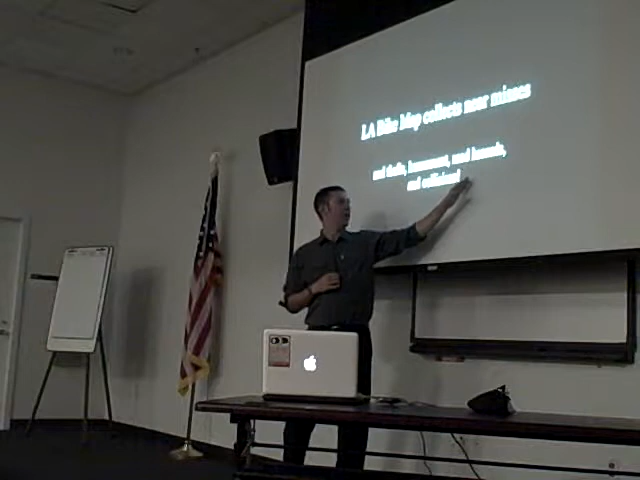 LA Bike Map collects near misses
and thefts, harassment, road hazards,
and collisions!